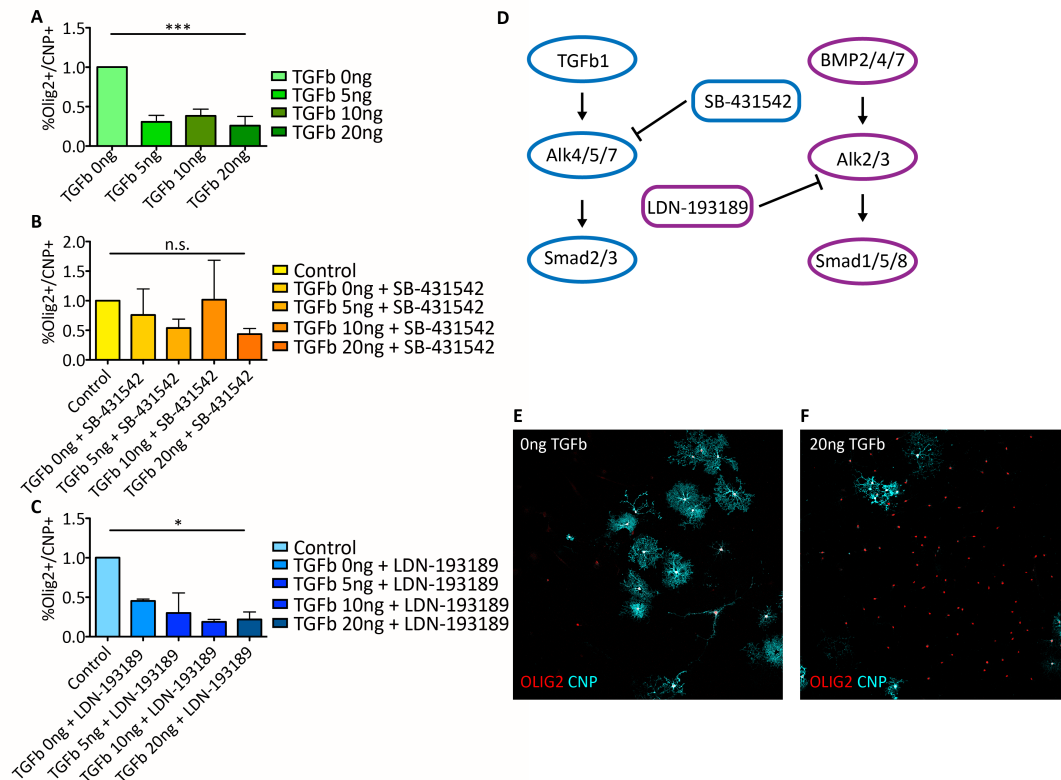 A
%Olig2+/CNP+
***
1.0
0.5
0.0
TGFb 0ng
TGFb 5ng
TGFb 10ng
TGFb 20ng
TGFb 0ng
TGFb 5ng
TGFb 10ng
TGFb 20ng
B
%Olig2+/CNP+
n.s.
2.0
1.5
1.0
0.5
0.0
Control
TGFb 0ng + SB-431542
TGFb 5ng + SB-431542
TGFb 10ng + SB-431542
TGFb 20ng + SB-431542
Control
TGFb 0ng + SB-431542
TGFb 5ng + SB-431542
TGFb 10ng + SB-431542
TGFb 20ng + SB-431542
C
%Olig2+/CNP+
*
1.5
1.0
0.5
0.0
Control
TGFb 0ng + LDN-193189
TGFb 5ng + LDN-193189
TGFb 10ng + LDN-193189
TGFb 20ng + LDN-193189
Control
TGFb 0ng + LDN-193189
TGFb 5ng + LDN-193189
TGFb 10ng + LDN-193189
TGFb 20ng + LDN-193189
D
TGFb1
BMP2/4/7
SB-431542
Alk4/5/7
Alk2/3
LDN-193189
Smad2/3
Smad1/5/8
E
0ng TGFb
OLIG2 CNP
F
20ng TGFb
OLIG2 CNP